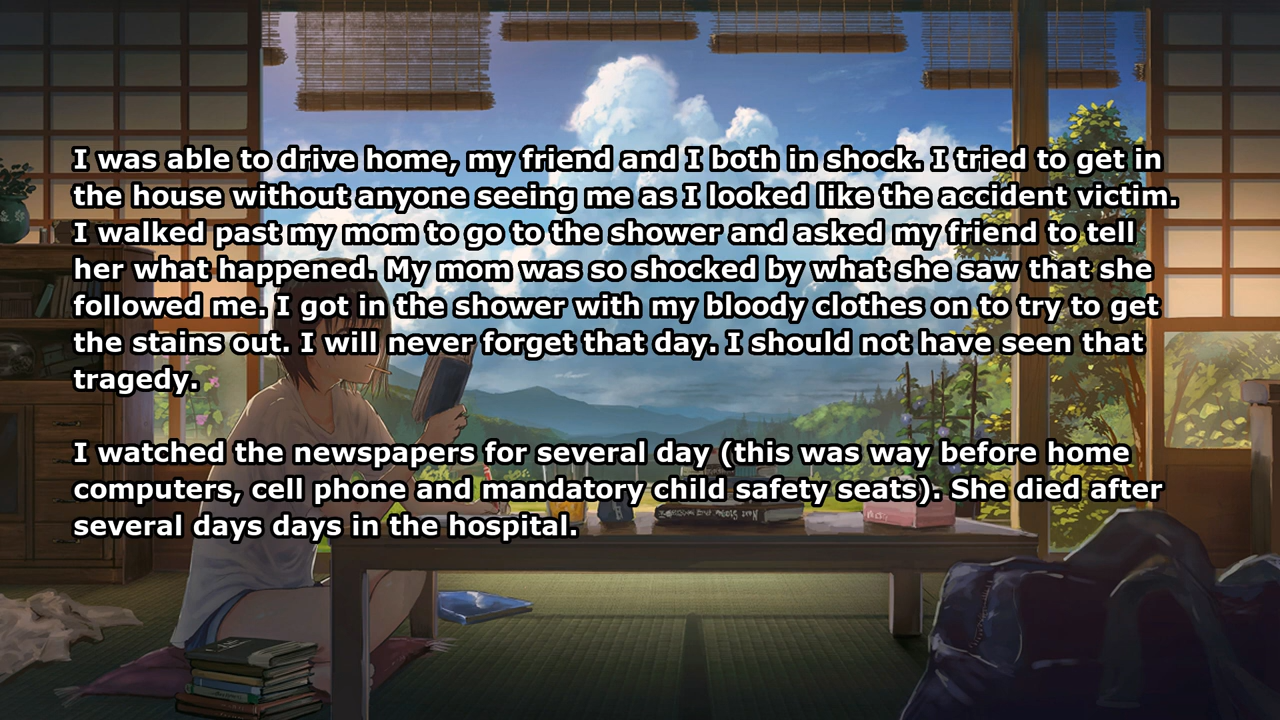 I was able to drive home, my friend and I both in shock. I tried to get in
the house without anyone seeing me as I looked like the accident victim.
I walked past my mom to go to the shower and asked my friend to tell
her what happened. My mom was so shocked by what she saw that she
followed me. I got in the shower with my bloody clothes on to try to get
the stains out. I will never forget that day. I should not have seen that
tragedy.
I watched the newspapers for several day (this was way before home
computers, cell phone and mandatory child safety seats). She died after
several days days in the hospital.